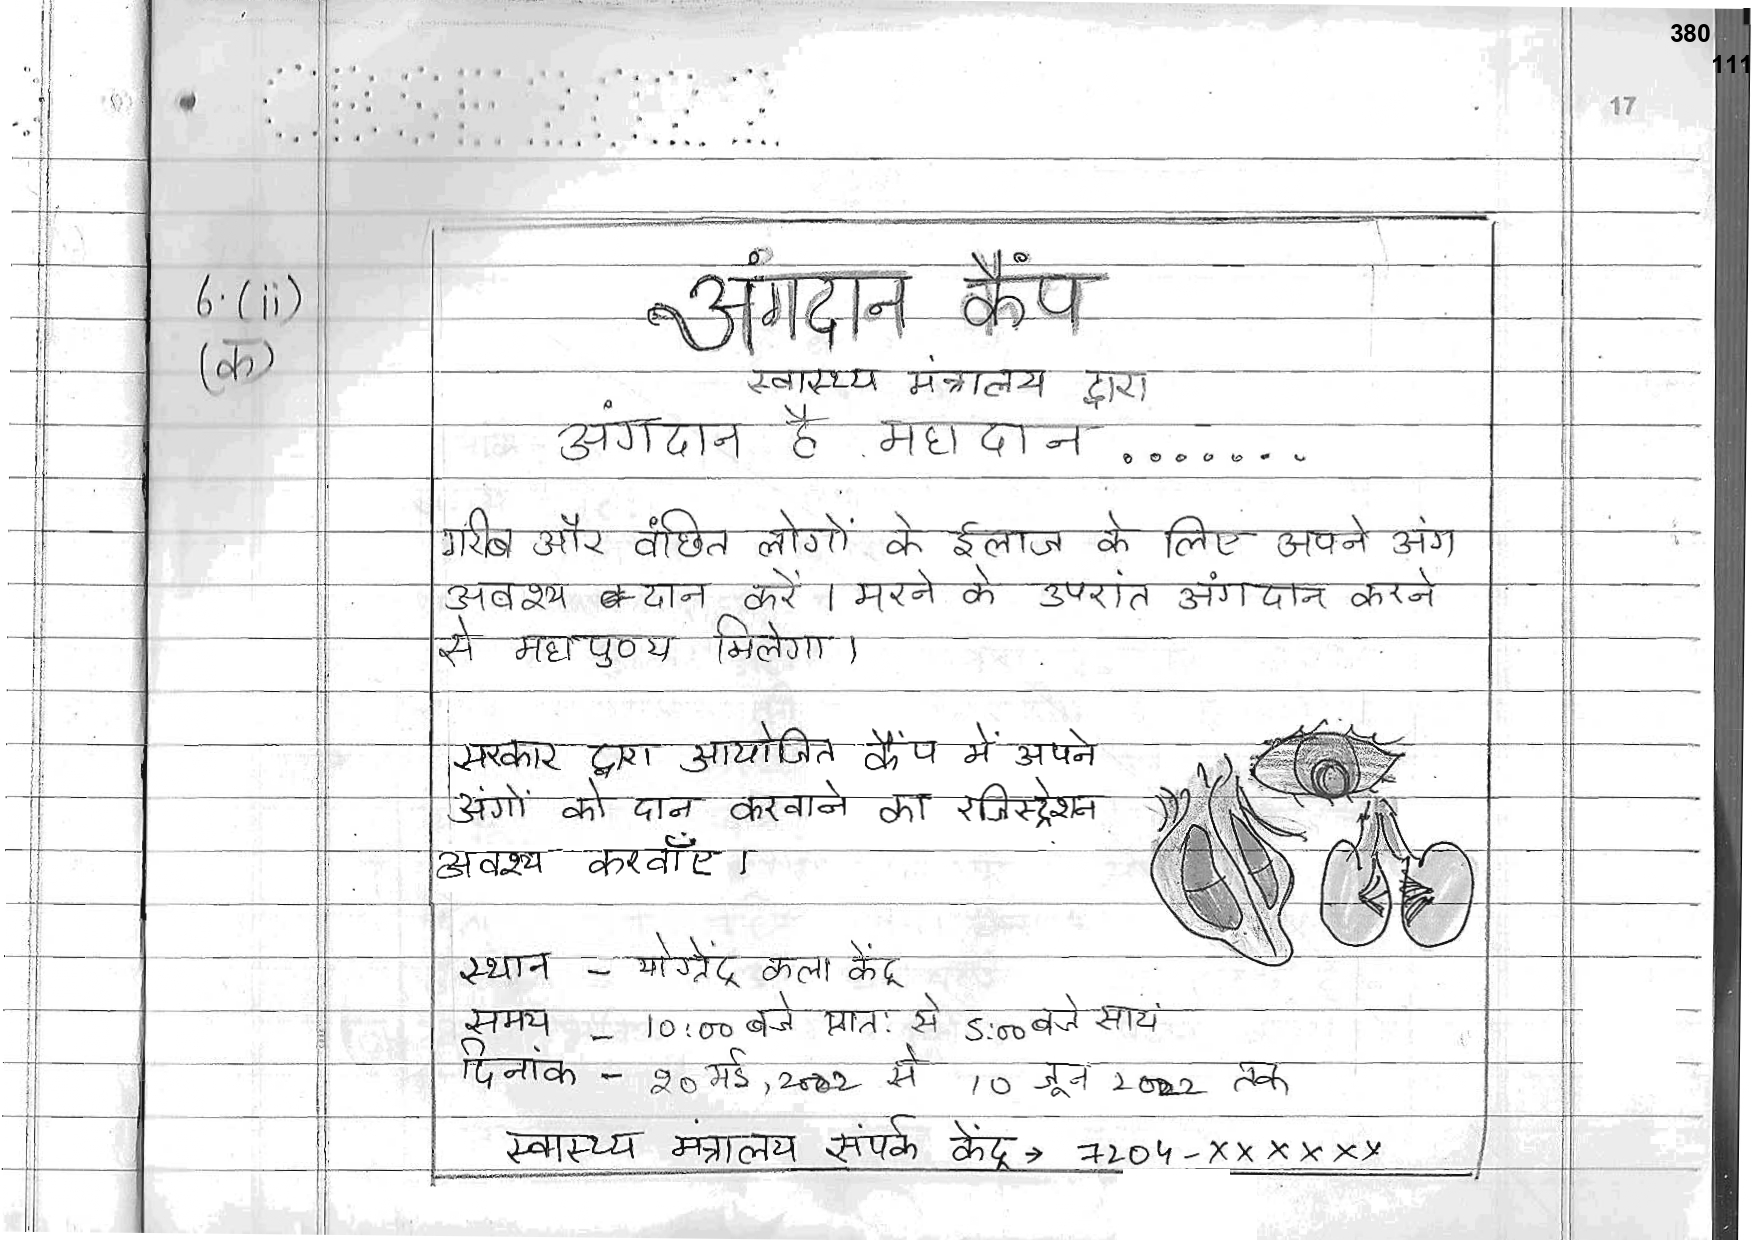 380
111
CBSE 2022
17
6.(ii)
(क)
अंगदान कैंप
स्वास्थ्य मंत्रालय द्वारा
अंगदान है महादान .......
गरीब और वंछित लोगों के ईलाज के लिए अपने अंग
अवश्य दान करें। मरने के उपरांत अंगदान करने
से महापुण्य मिलेगा।
सरकार द्वारा आयोजित कैंप में अपने
अंगों को दान करवाने का रजिस्ट्रेशन
अवश्य करवाँए।
स्थान - कला केंद्र
समय - 10:00 बजे प्रातः से 5:00 बजे सायं
दिनांक - २० मई, 2022 से 10 जून 2022 तक
स्वास्थ्य मंत्रालय संपर्क केंद्र → 7204-××××××